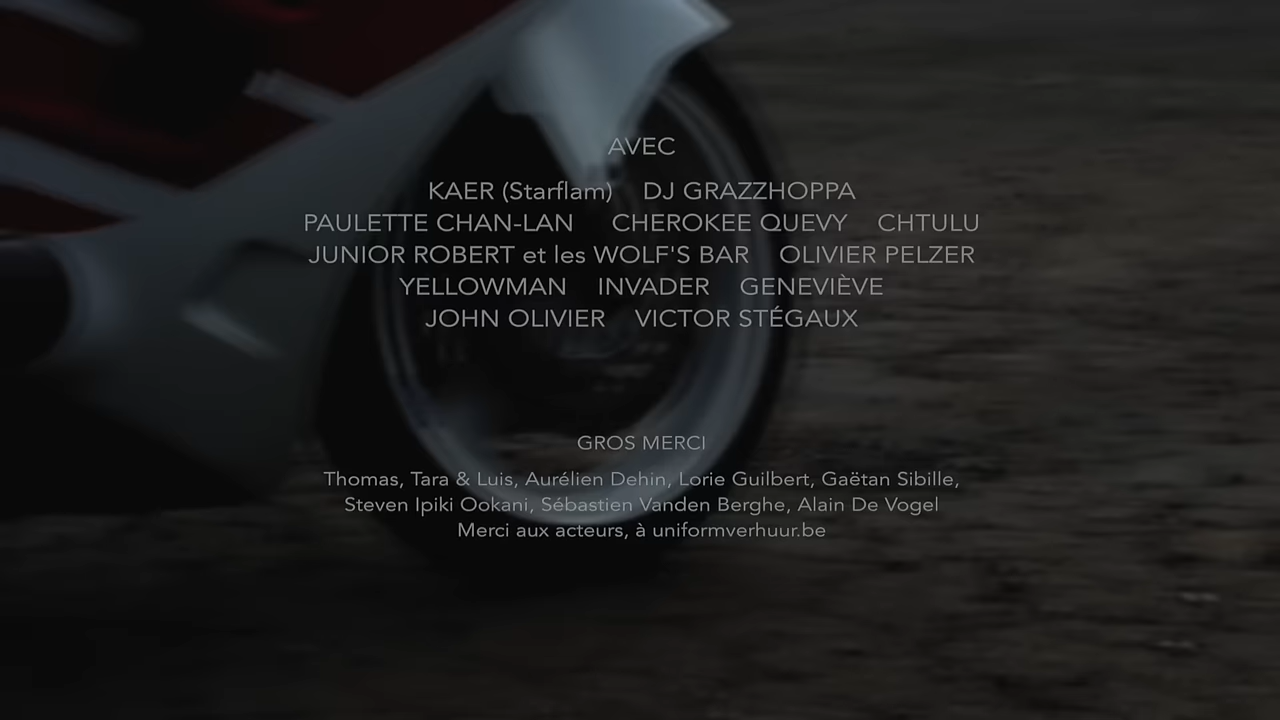 AVEC
KAER (Starflam) DJ GRAZZHOPPA
PAULETTE CHAN-LAN CHEROKEE QUEVY CHTULU
JUNIOR ROBERT et les WOLF'S BAR OLIVIER PELZER
YELLOWMAN INVADER GENEVIÈVE
JOHN OLIVIER VICTOR STÉGAUX
GROS MERCI
Thomas, Tara & Luis, Aurélien Dehin, Lorie Guilbert, Gaëtan Sibille,
Steven Ipiki Ookani, Sébastien Vanden Berghe, Alain De Vogel
Merci aux acteurs, à uniformverhuur.be